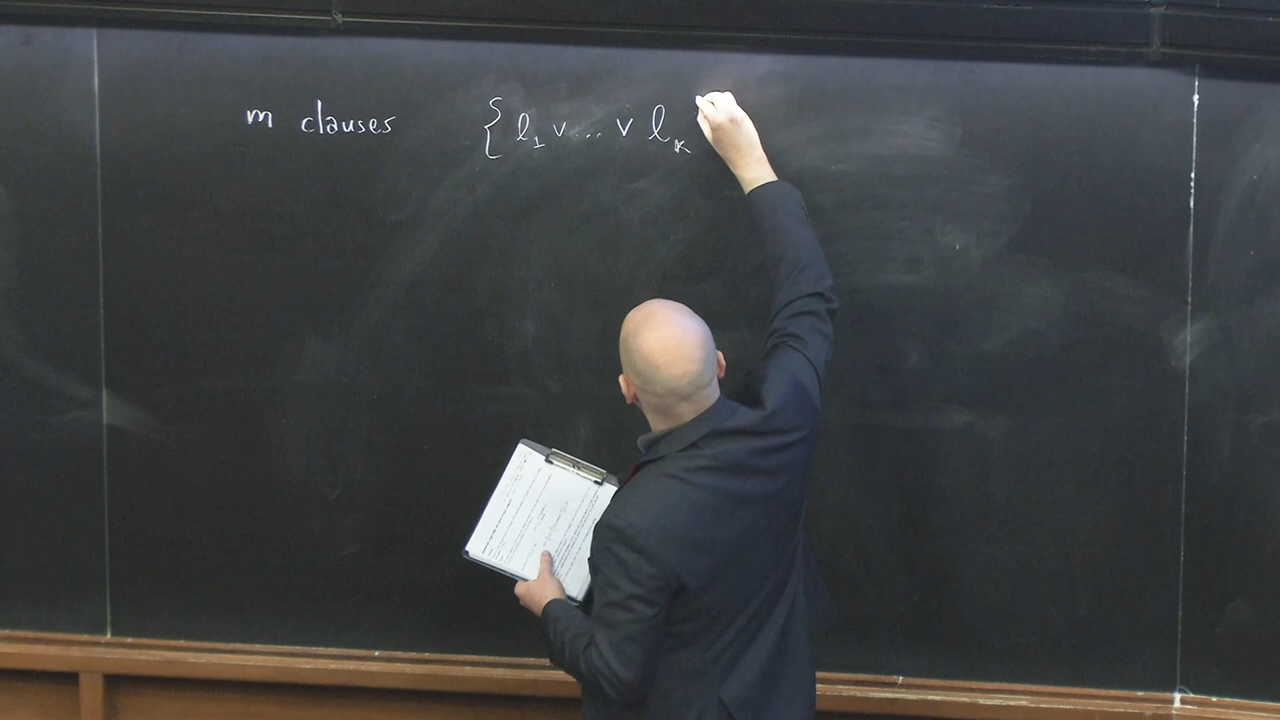 m clauses { l₁ ∨ ... ∨ lₖ